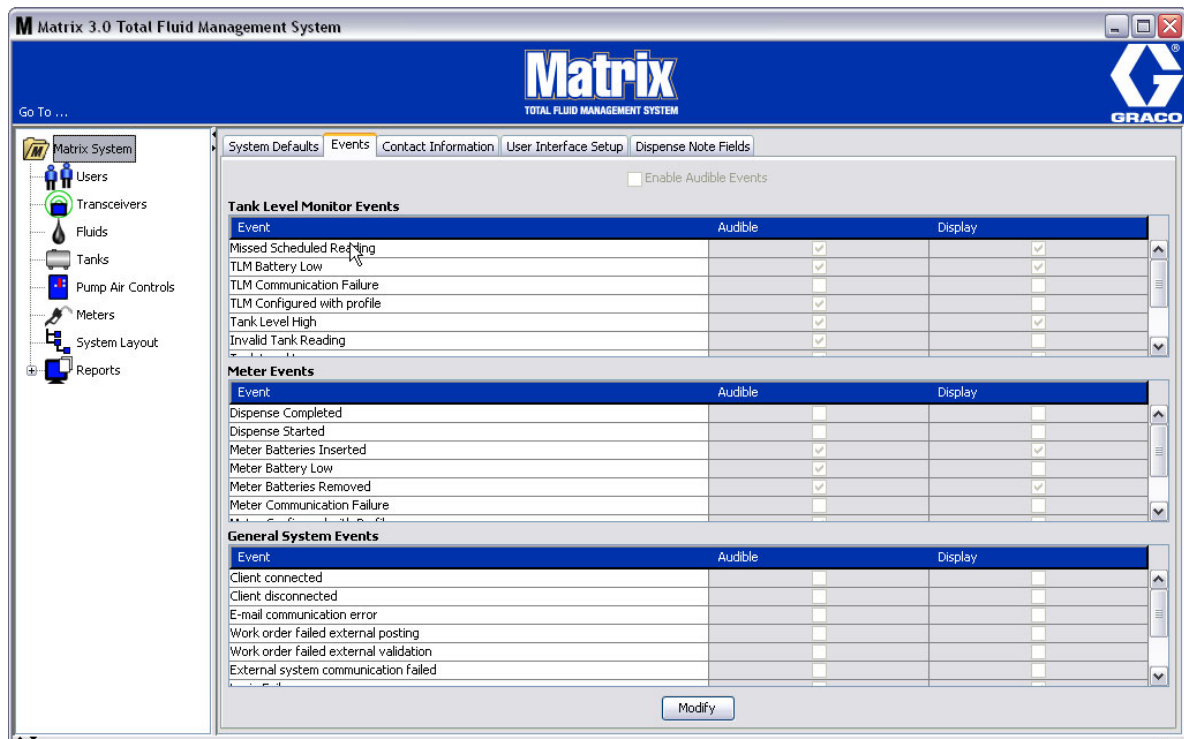 M Matrix 3.0 Total Fluid Management System
Matrix
TOTAL FLUID MANAGEMENT SYSTEM
GRACO
Go To ...
Matrix System
Users
Transceivers
Fluids
Tanks
Pump Air Controls
Meters
System Layout
Reports
System Defaults Events Contact Information User Interface Setup Dispense Note Fields
Enable Audible Events
Tank Level Monitor Events
Event Audible Display
Missed Scheduled Reading
TLM Battery Low
TLM Communication Failure
TLM Configured with profile
Tank Level High
Invalid Tank Reading
Meter Events
Event Audible Display
Dispense Completed
Dispense Started
Meter Batteries Inserted
Meter Battery Low
Meter Batteries Removed
Meter Communication Failure
General System Events
Event Audible Display
Client connected
Client disconnected
E-mail communication error
Work order failed external posting
Work order failed external validation
External system communication failed
Modify